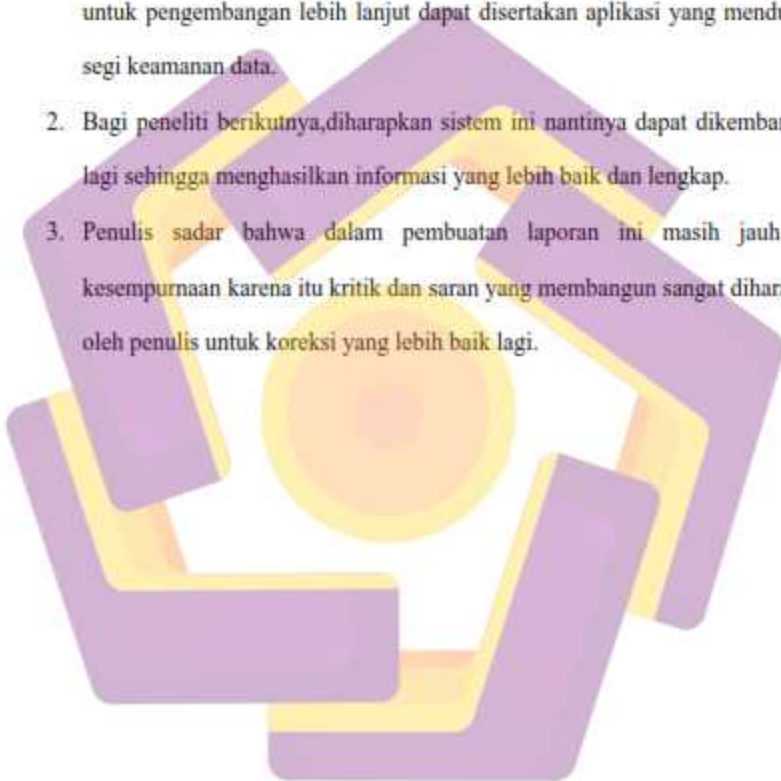 untuk pengembangan lebih lanjut dapat disertakan aplikasi yang mendu
segi keamanan data.
2. Bagi peneliti berikutnya,diharapkan sistem ini nantinya dapat dikemban
lagi sehingga menghasilkan informasi yang lebih baik dan lengkap.
3. Penulis sadar bahwa dalam pembuatan laporan ini masih jauh
kesempurnaan karena itu kritik dan saran yang membangun sangat dihara
oleh penulis untuk koreksi yang lebih baik lagi.